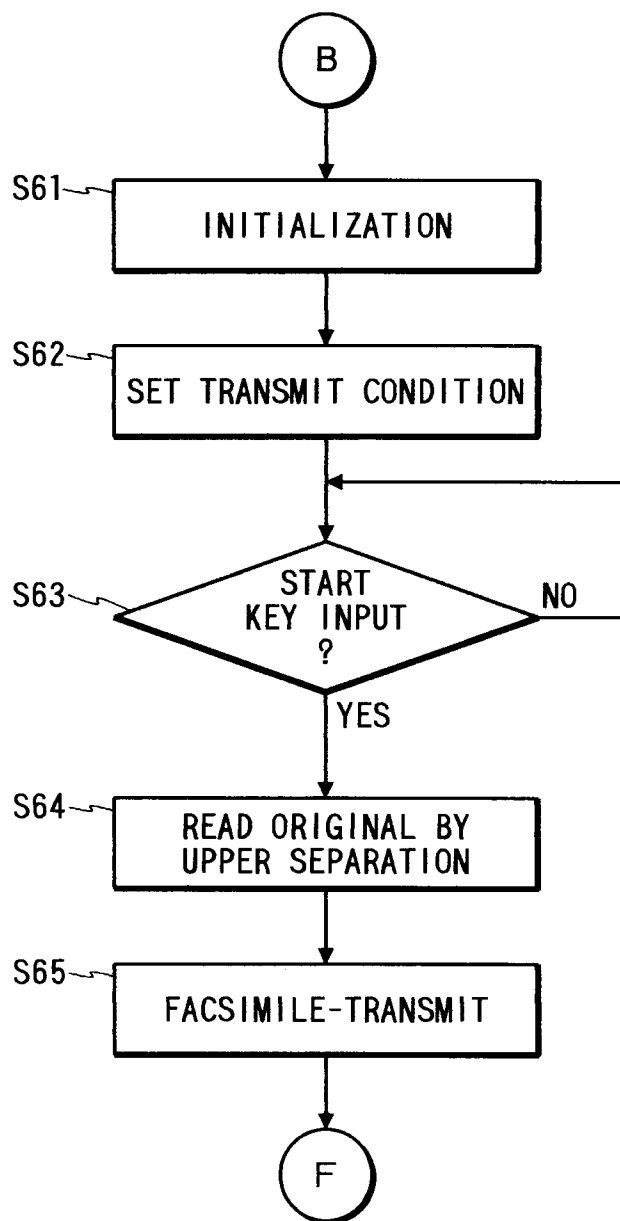 B
S61
INITIALIZATION
S62
SET TRANSMIT CONDITION
S63
START
KEY INPUT
?
NO
YES
S64
READ ORIGINAL BY
UPPER SEPARATION
S65
FACSIMILE-TRANSMIT
F